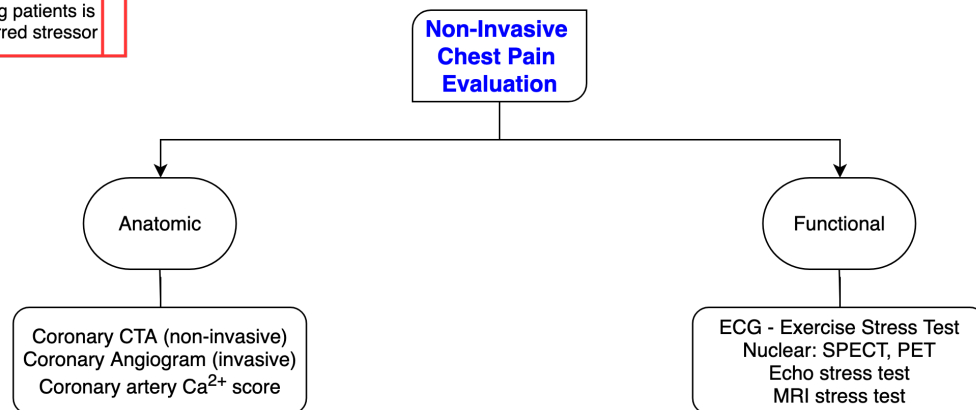 g patients is
rred stressor
Non-Invasive
Chest Pain
Evaluation
Anatomic
Functional
Coronary CTA (non-invasive)
Coronary Angiogram (invasive)
Coronary artery Ca²⁺ score
ECG - Exercise Stress Test
Nuclear: SPECT, PET
Echo stress test
MRI stress test